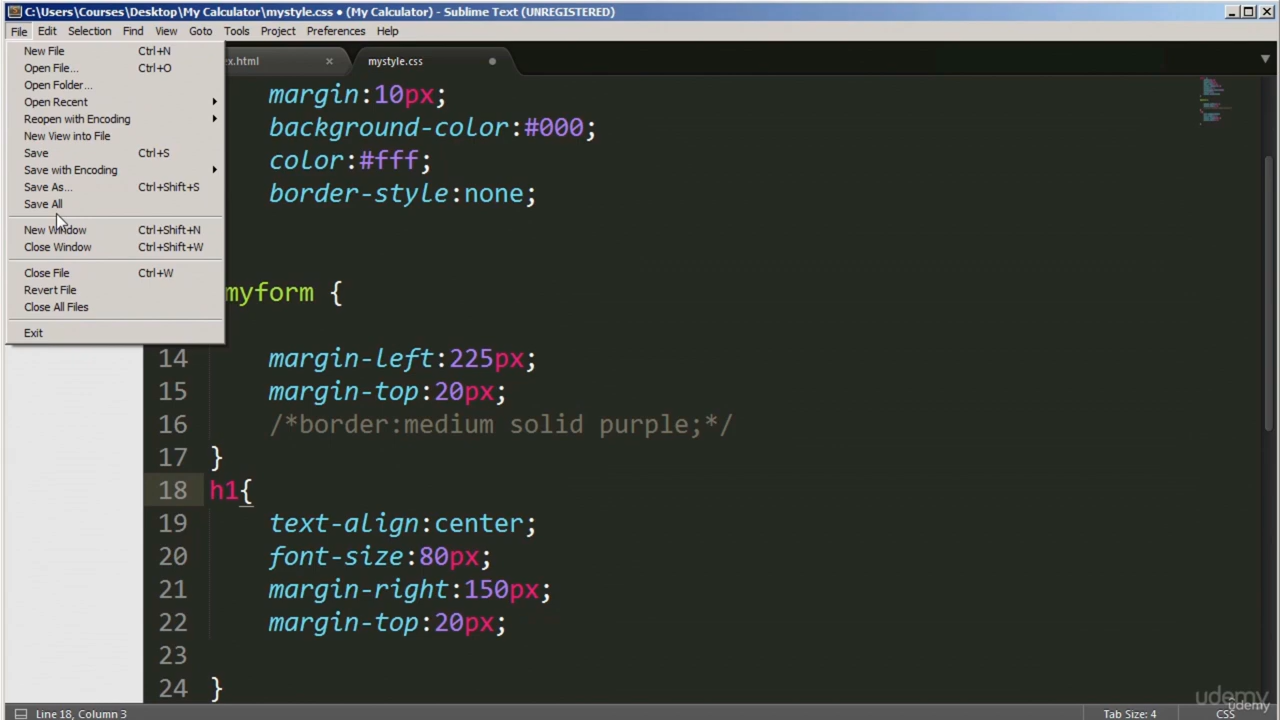 C:\Users\Courses\Desktop\My Calculator\mystyle.css • (My Calculator) - Sublime Text (UNREGISTERED)
File Edit Selection Find View Goto Tools Project Preferences Help
New File Ctrl+N
Open File... Ctrl+O
Open Folder...
Open Recent
Reopen with Encoding
New View into File
Save Ctrl+S
Save with Encoding
Save As... Ctrl+Shift+S
Save All
New Window Ctrl+Shift+N
Close Window Ctrl+Shift+W
Close File Ctrl+W
Revert File
Close All Files
Exit
ex.html × mystyle.css
margin:10px;
background-color:#000;
color:#fff;
border-style:none;
myform {
14 margin-left:225px;
15 margin-top:20px;
16 /*border:medium solid purple;*/
17 }
18 h1{
19 text-align:center;
20 font-size:80px;
21 margin-right:150px;
22 margin-top:20px;
23
24 }
udemy
udemy
Line 18, Column 3 Tab Size: 4 CSS